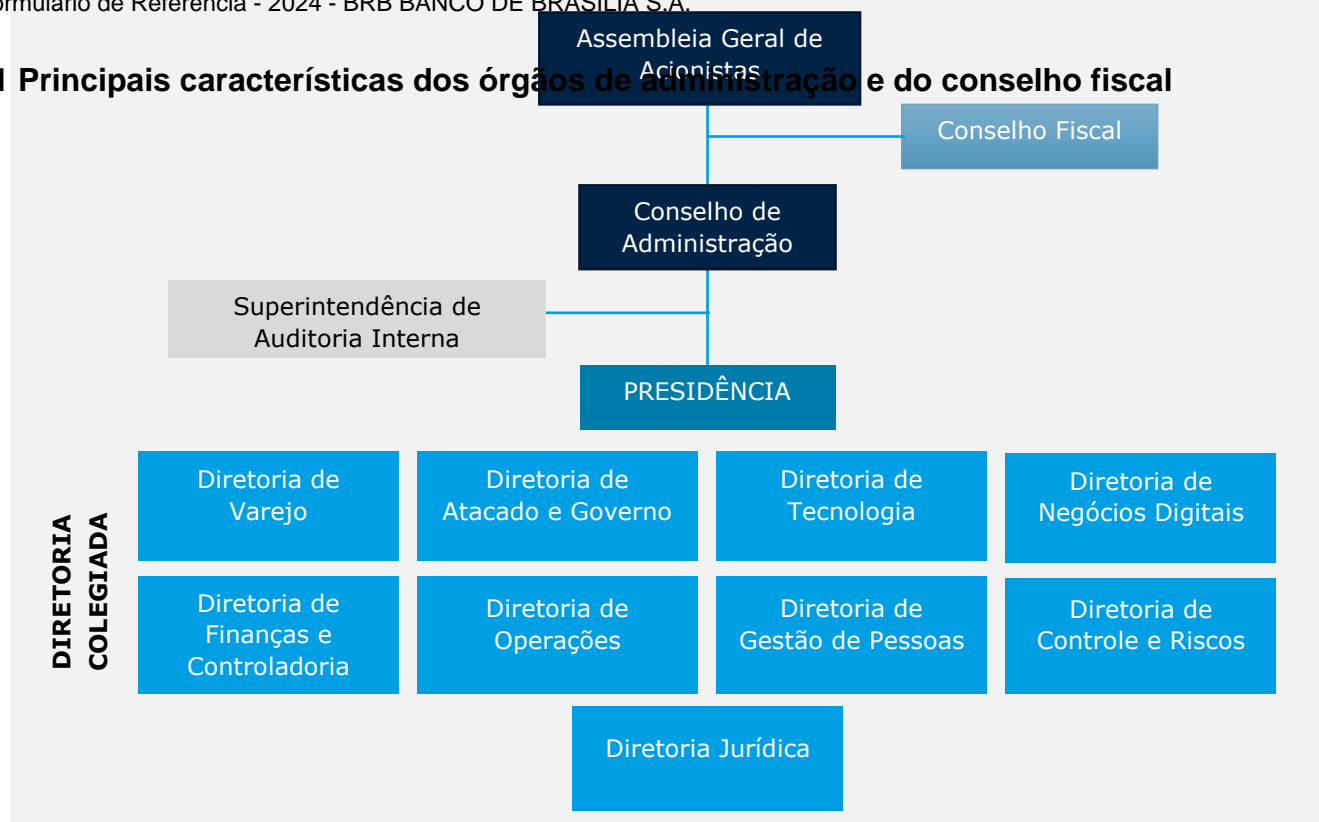 ormulário de Referência - 2024 - BRB BANCO DE BRASÍLIA S.A.
Assembleia Geral de
Acionistas
Principais características dos órgãos de administração e do conselho fiscal
Conselho Fiscal
Conselho de
Administração
Superintendência de
Auditoria Interna
PRESIDÊNCIA
DIRETORIA
COLEGIADA
Diretoria de
Varejo
Diretoria de
Atacado e Governo
Diretoria de
Tecnologia
Diretoria de
Negócios Digitais
Diretoria de
Finanças e
Controladoria
Diretoria de
Operações
Diretoria de
Gestão de Pessoas
Diretoria de
Controle e Riscos
Diretoria Jurídica